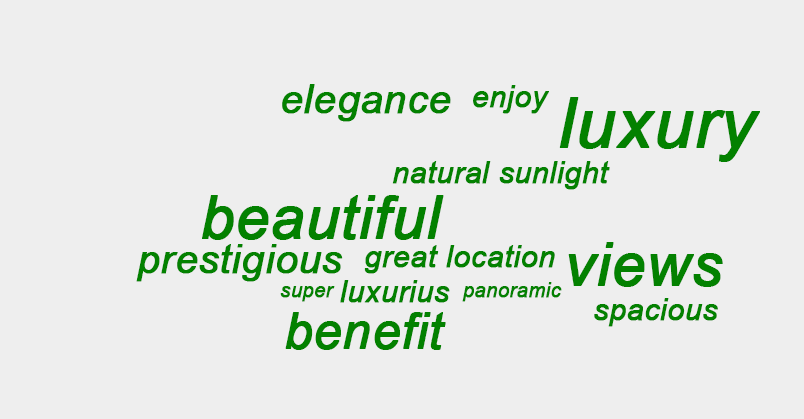 elegance enjoy
luxury
natural sunlight
beautiful
prestigious great location views
super luxurius panoramic
spacious
benefit